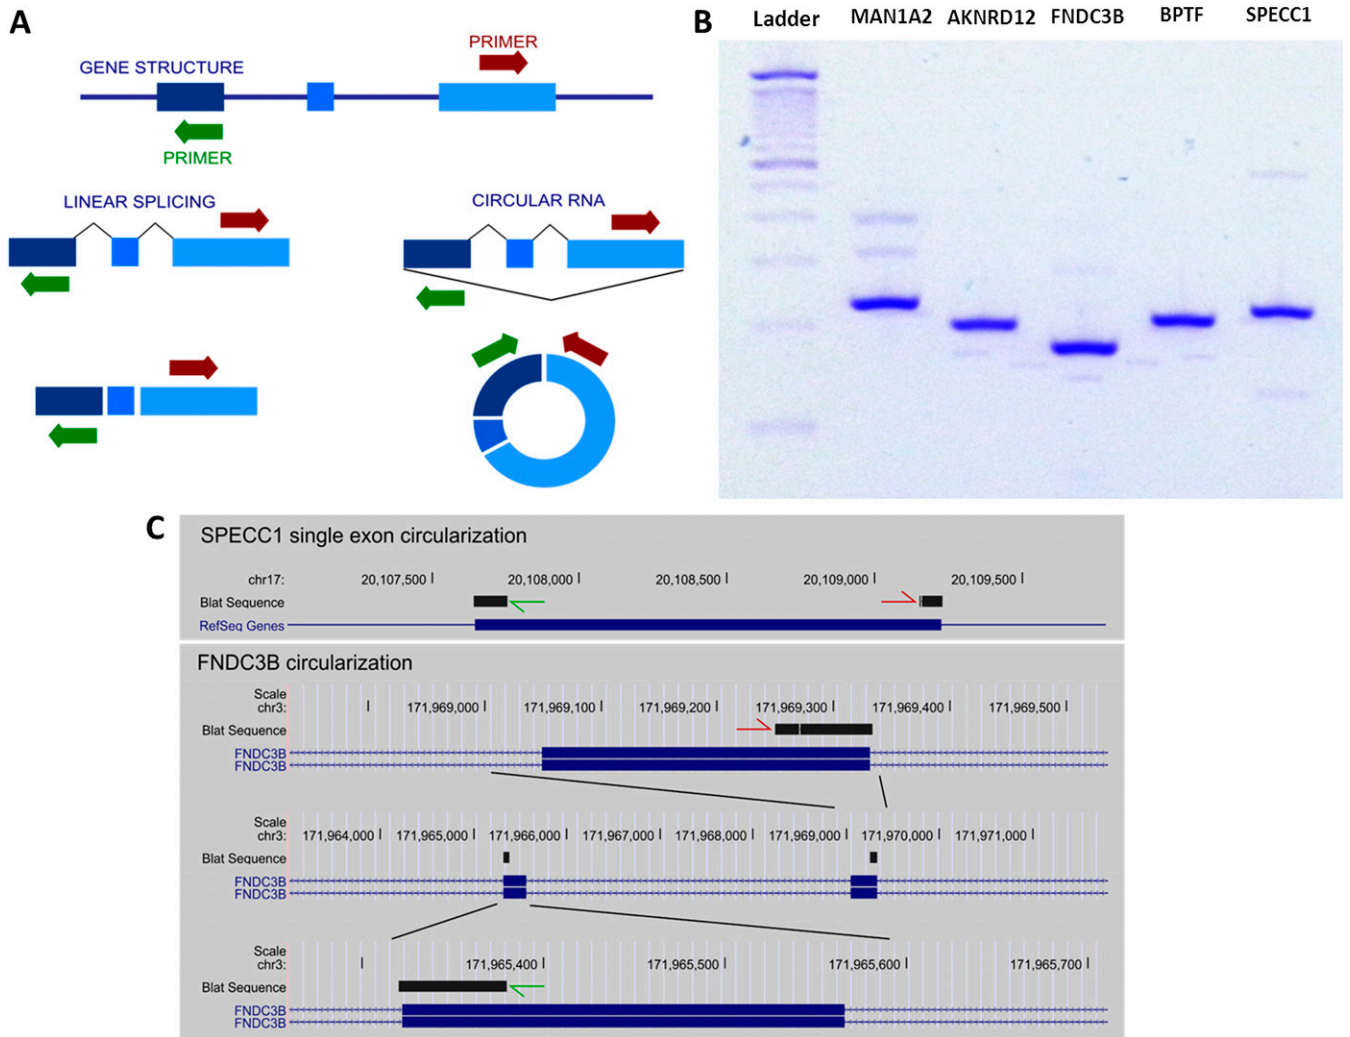 A
GENE STRUCTURE
PRIMER
PRIMER
LINEAR SPLICING
CIRCULAR RNA
B
Ladder MAN1A2 AKNRD12 FNDC3B BPTF SPECC1
C
SPECC1 single exon circularization
chr17: 20,107,500 20,108,000 20,108,500 20,109,000 20,109,500
Blat Sequence
RefSeq Genes
FNDC3B circularization
Scale
chr3: 171,969,000 171,969,100 171,969,200 171,969,300 171,969,400 171,969,500
Blat Sequence
FNDC3B
FNDC3B
Scale
chr3: 171,964,000 171,965,000 171,966,000 171,967,000 171,968,000 171,969,000 171,970,000 171,971,000
Blat Sequence
FNDC3B
FNDC3B
Scale
chr3: 171,965,400 171,965,500 171,965,600 171,965,700
Blat Sequence
FNDC3B
FNDC3B